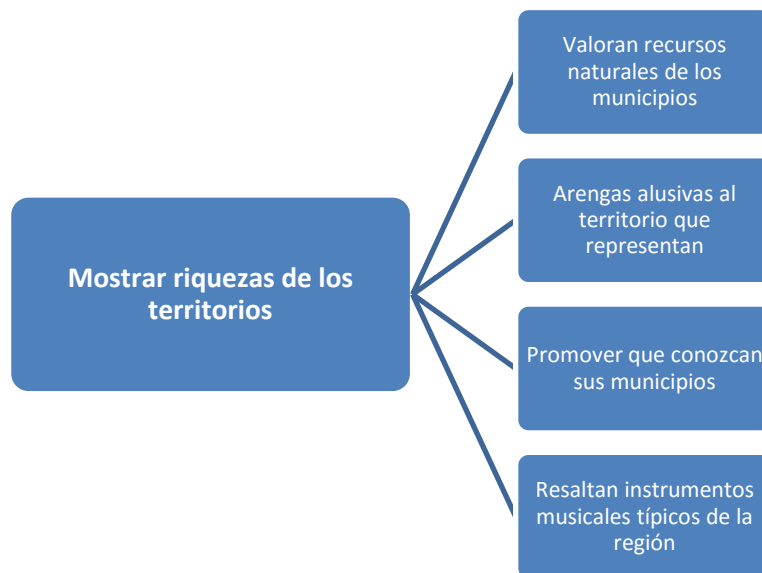 Valoran recursos
naturales de los
municipios
Arengas alusivas al
territorio que
representan
Mostrar riquezas de los
territorios
Promover que conozcan
sus municipios
Resaltan instrumentos
musicales típicos de la
región